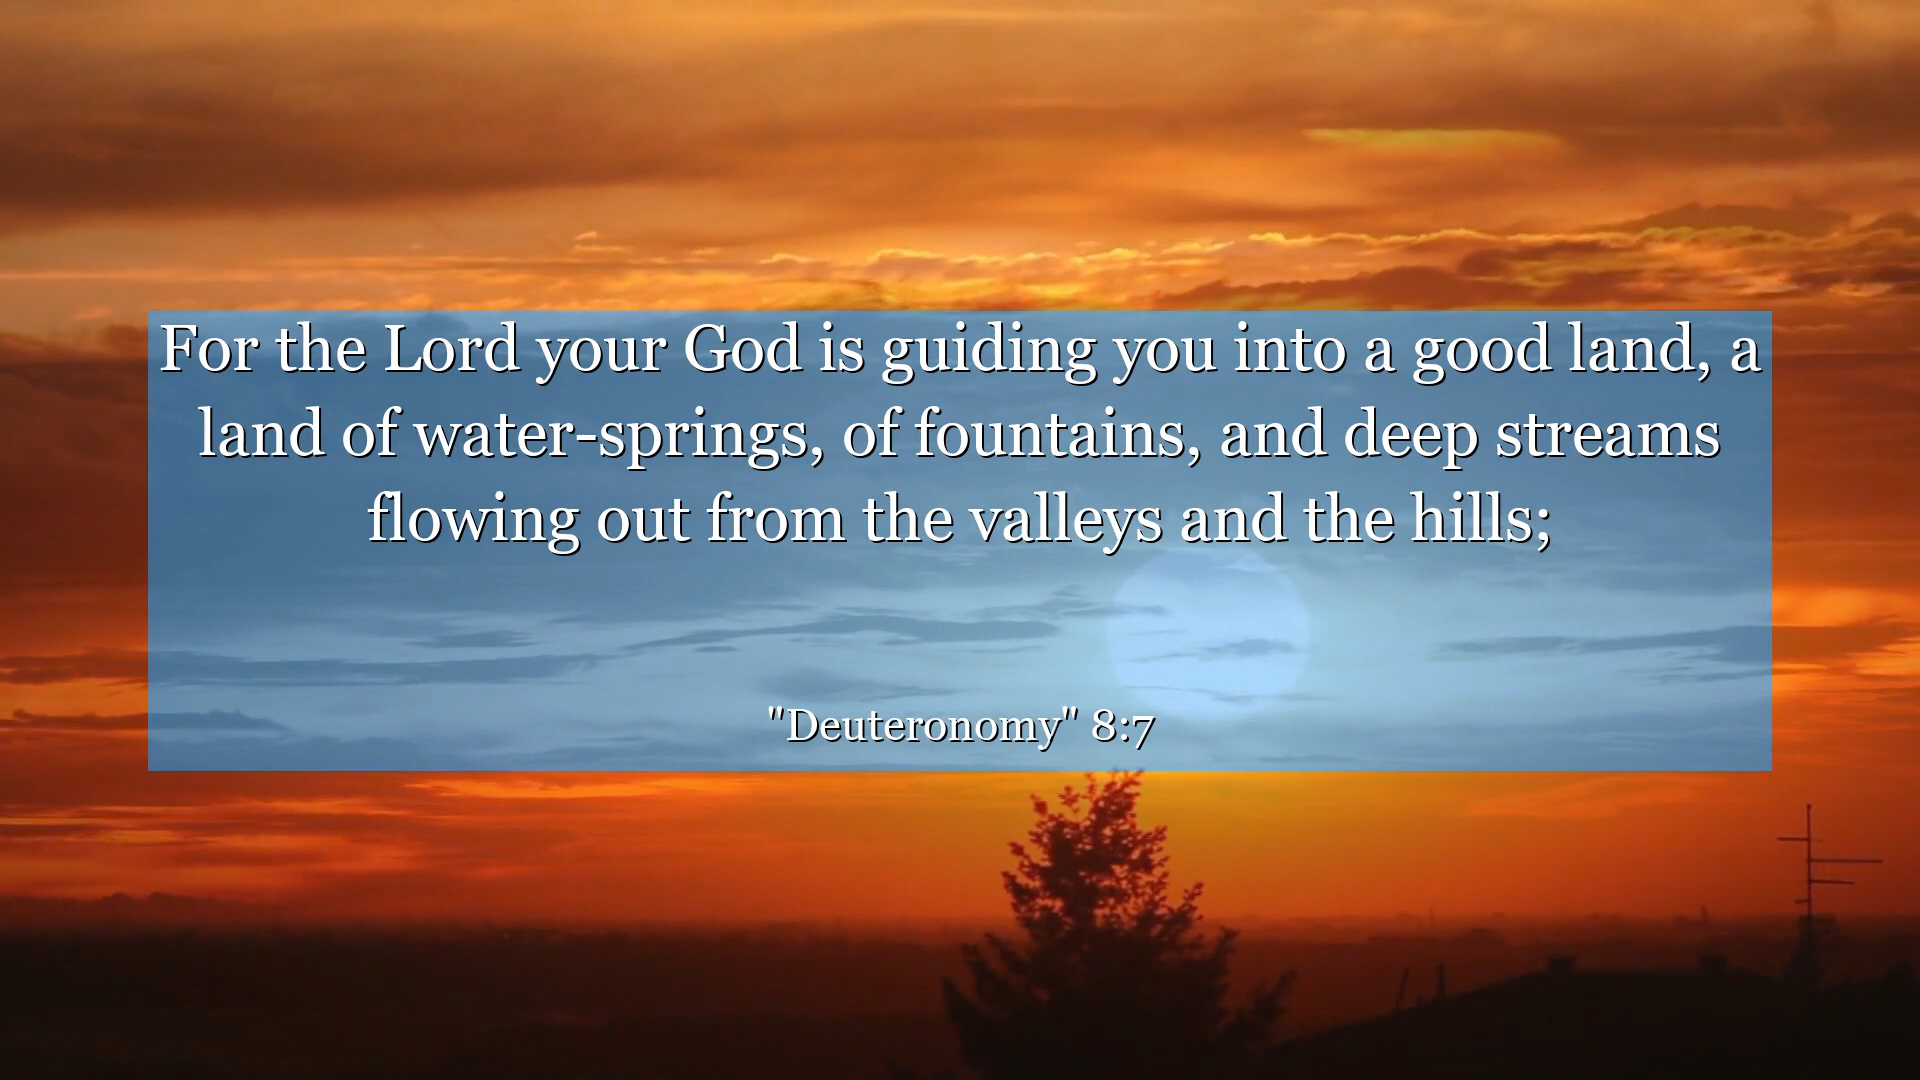 For the Lord your God is guiding you into a good land, a
land of water-springs, of fountains, and deep streams
flowing out from the valleys and the hills;
"Deuteronomy" 8:7